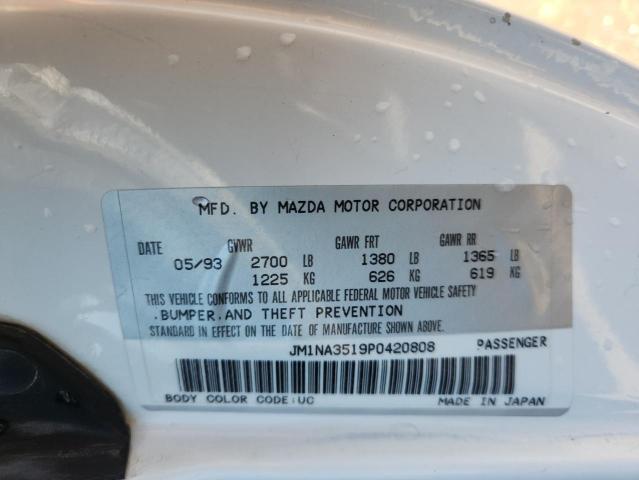 MFD. BY MAZDA MOTOR CORPORATION
DATE GVWR GAWR FRT GAWR RR
05/93 2700 LB 1380 LB 1365 LB
1225 KG 626 KG 619 KG
THIS VEHICLE CONFORMS TO ALL APPLICABLE FEDERAL MOTOR VEHICLE SAFETY
,BUMPER,AND THEFT PREVENTION
STANDARD IN EFFECT ON THE DATE OF MANUFACTURE SHOWN ABOVE.
JM1NA3519P0420808 PASSENGER
BODY COLOR CODE:UC MADE IN JAPAN